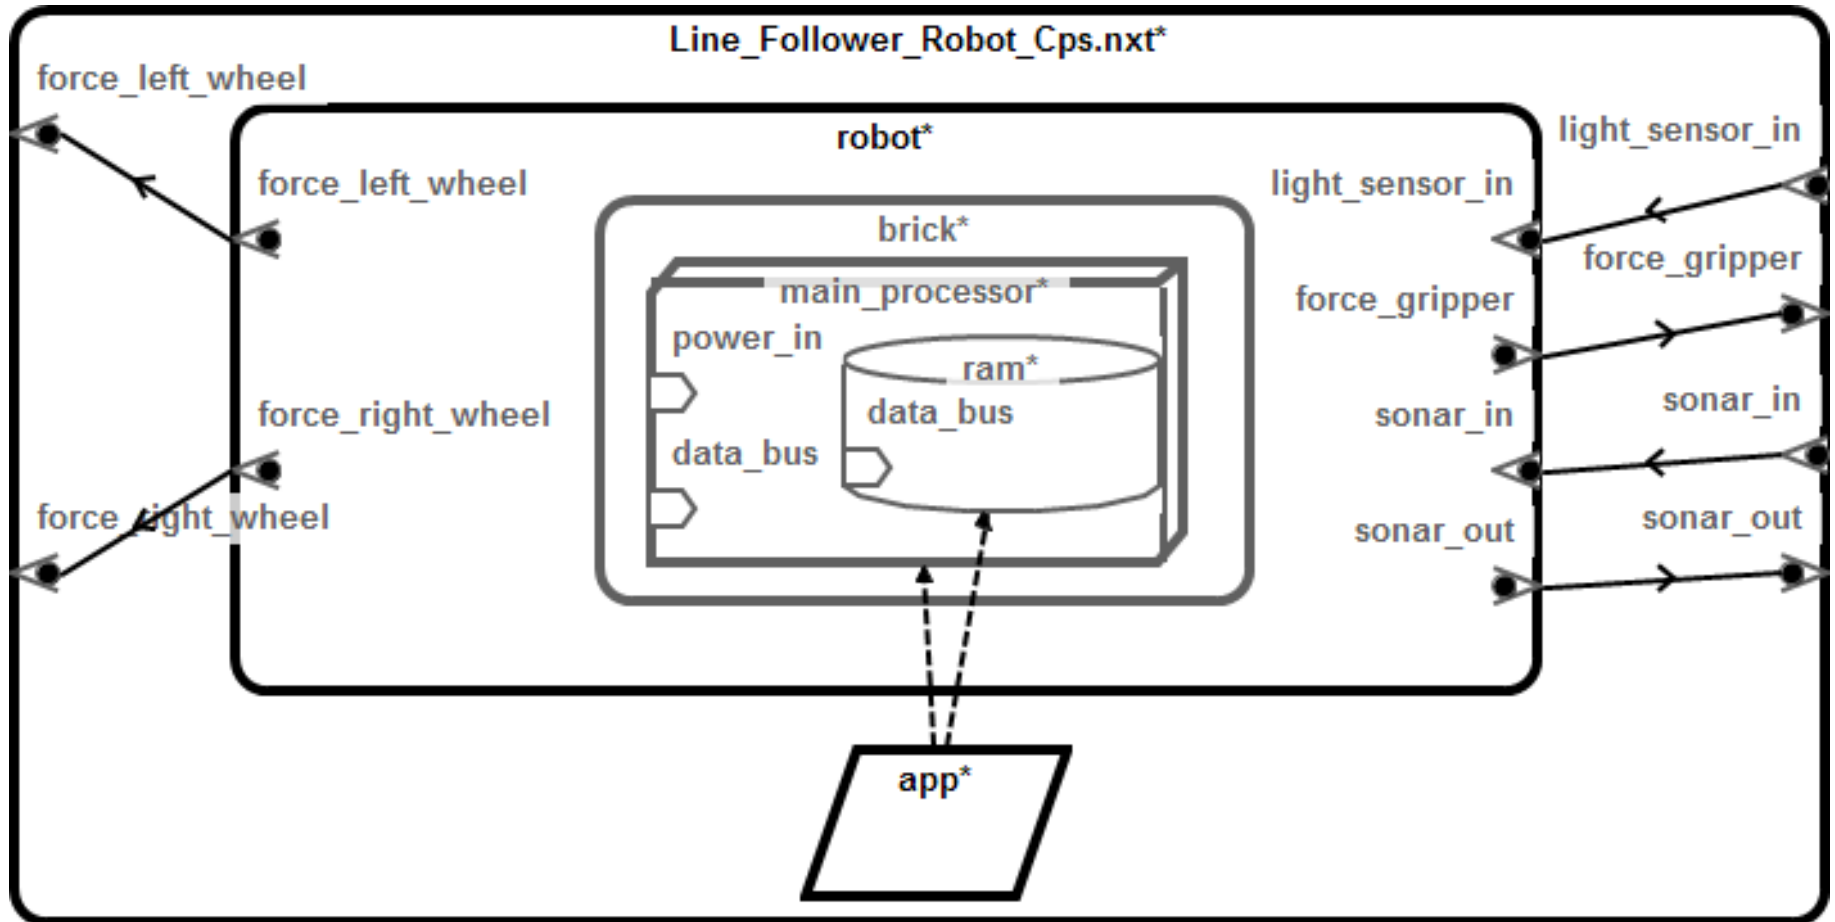 Line_Follower_Robot_Cps.nxt*
force_left_wheel
light_sensor_in
robot*
force_left_wheel
light_sensor_in
brick*
force_gripper
main_processor*
force_gripper
power_in
ram*
sonar_in
data_bus
force_right_wheel
sonar_in
data_bus
force_right_wheel
sonar_out
sonar_out
app*